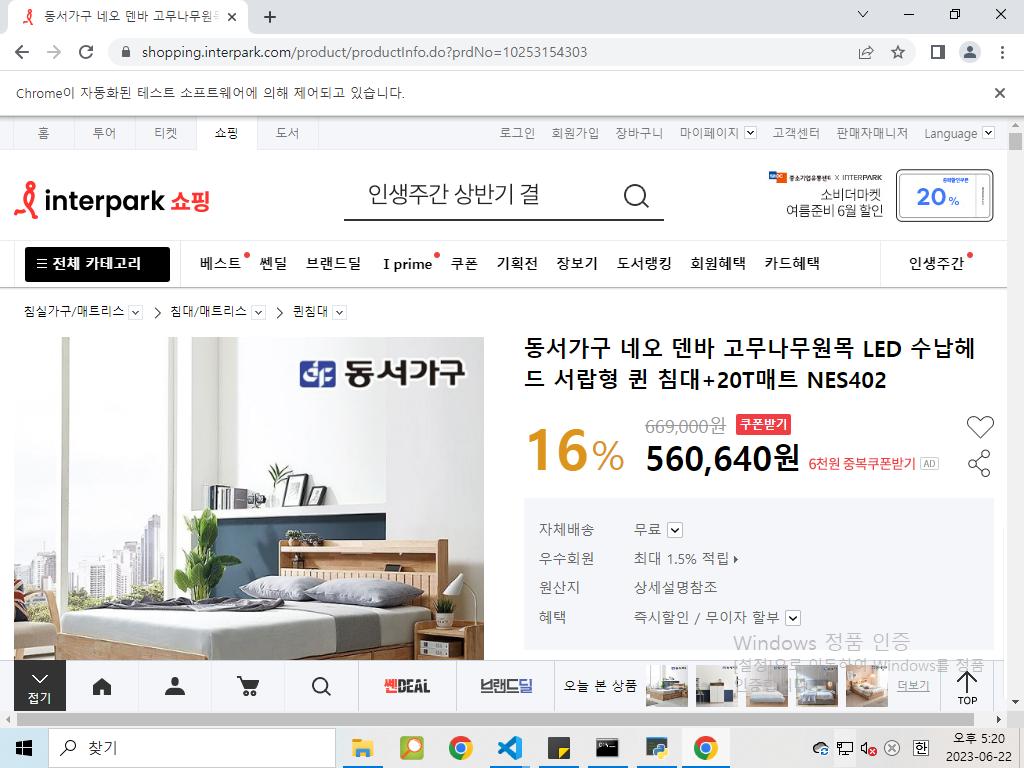 동서가구 네오 덴바 고무나무원목
shopping.interpark.com/product/productInfo.do?prdNo=10253154303
Chrome이 자동화된 테스트 소프트웨어에 의해 제어되고 있습니다.
홈 투어 티켓 쇼핑 도서 로그인 회원가입 장바구니 마이페이지 고객센터 판매자매니저 Language
interpark 쇼핑
인생주간 상반기 결
중소기업유통센터 X INTERPARK
소비더마켓
여름준비 6월 할인
20%
전체 카테고리 베스트 쎈딜 브랜드딜 I prime 쿠폰 기획전 장보기 도서랭킹 회원혜택 카드혜택 인생주간
침실가구/매트리스 침대/매트리스 퀸침대
동서가구
동서가구 네오 덴바 고무나무원목 LED 수납헤
드 서랍형 퀸 침대+20T매트 NES402
16%
669,000원 쿠폰받기
560,640원 6천원 중복쿠폰받기 AD
자체배송 무료
우수회원 최대 1.5% 적립
원산지 상세설명참조
혜택 즉시할인 / 무이자 할부
Windows 정품 인증
[설정]으로 이동하여 Windows를 정품
접기
쎈DEAL
브랜드딜
오늘 본 상품
더보기
TOP
찾기
한
오후 5:20
2023-06-22